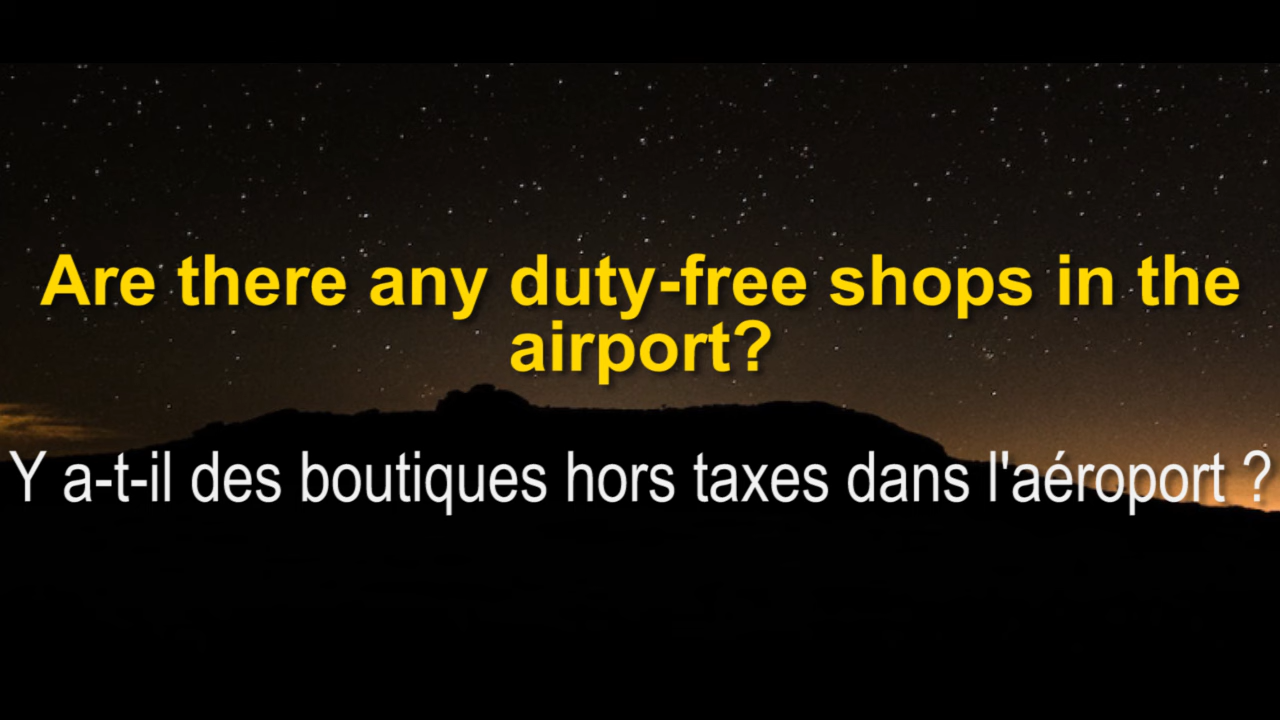 Are there any duty-free shops in the
airport?
Y a-t-il des boutiques hors taxes dans l'aéroport ?